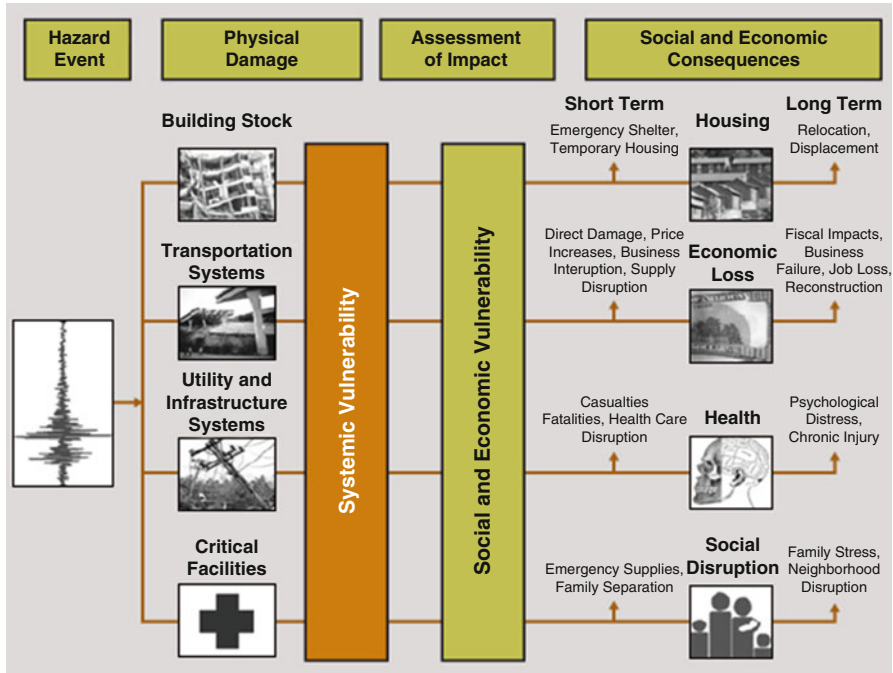 Hazard
Event
Physical
Damage
Assessment
of Impact
Social and Economic
Consequences
Building Stock
Transportation
Systems
Utility and
Infrastructure
Systems
Critical
Facilities
Systemic Vulnerability
Social and Economic Vulnerability
Short Term
Emergency Shelter,
Temporary Housing
Housing
Long Term
Relocation,
Displacement
Direct Damage, Price
Increases, Business
Interuption, Supply
Disruption
Economic
Loss
Fiscal Impacts,
Business
Failure, Job Loss,
Reconstruction
Casualties
Fatalities, Health Care
Disruption
Health
Psychological
Distress,
Chronic Injury
Emergency Supplies,
Family Separation
Social
Disruption
Family Stress,
Neighborhood
Disruption